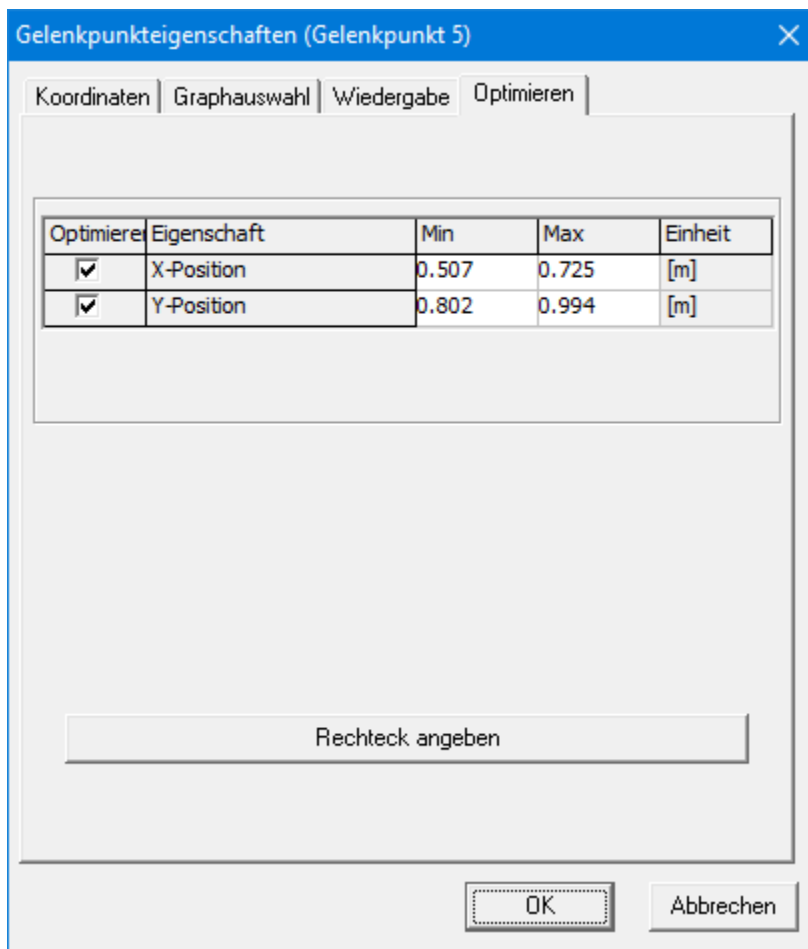 Gelenkpunkteigenschaften (Gelenkpunkt 5)
Koordinaten Graphauswahl Wiedergabe Optimieren
Optimieren Eigenschaft Min Max Einheit
X-Position 0.507 0.725 [m]
Y-Position 0.802 0.994 [m]
Rechteck angeben
OK Abbrechen